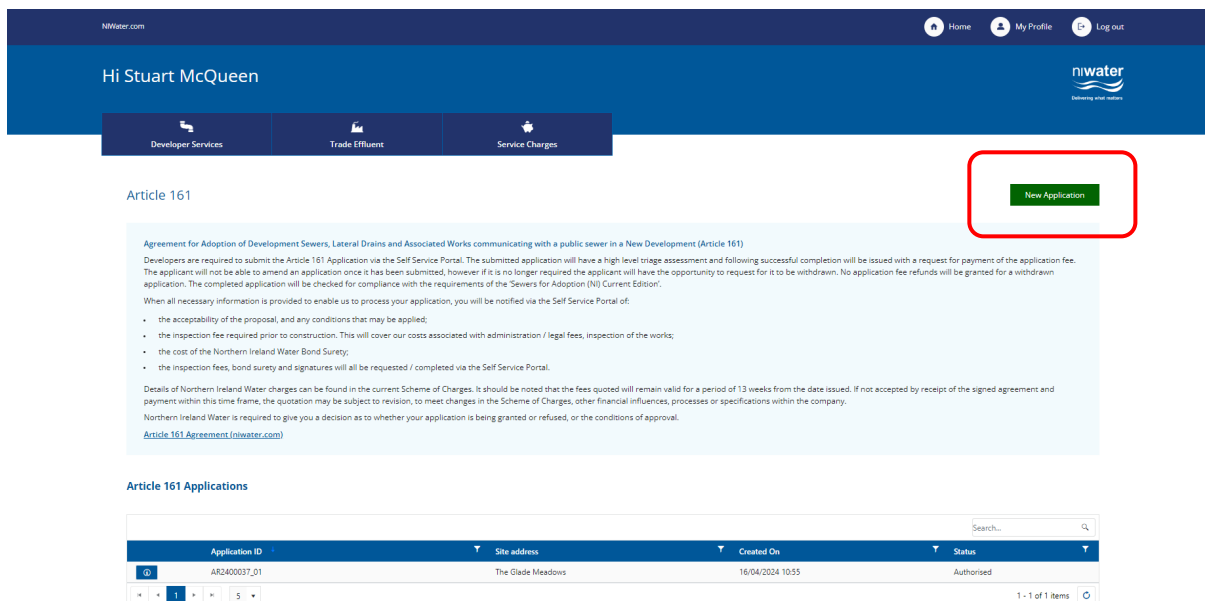 NIWater.com
Home
My Profile
Log out
Hi Stuart McQueen
niwater
Delivering what matters
Developer Services
Trade Effluent
Service Charges
Article 161
New Application
Agreement for Adoption of Development Sewers, Lateral Drains and Associated Works communicating with a public sewer in a New Development (Article 161)
Developers are required to submit the Article 161 Application via the Self Service Portal. The submitted application will have a high level triage assessment and following successful completion will be issued with a request for payment of the application fee.
The applicant will not be able to amend an application once it has been submitted, however if it is no longer required the applicant will have the opportunity to request for it to be withdrawn. No application fee refunds will be granted for a withdrawn
application. The completed application will be checked for compliance with the requirements of the 'Sewers for Adoption (NI) Current Edition'.
When all necessary information is provided to enable us to process your application, you will be notified via the Self Service Portal of:
• the acceptability of the proposal, and any conditions that may be applied;
• the inspection fee required prior to construction. This will cover our costs associated with administration / legal fees, inspection of the works;
• the cost of the Northern Ireland Water Bond Surety;
• the inspection fees, bond surety and signatures will all be requested / completed via the Self Service Portal.
Details of Northern Ireland Water charges can be found in the current Scheme of Charges. It should be noted that the fees quoted will remain valid for a period of 13 weeks from the date issued. If not accepted by receipt of the signed agreement and
payment within this time frame, the quotation may be subject to revision, to meet changes in the Scheme of Charges, other financial influences, processes or specifications within the company.
Northern Ireland Water is required to give you a decision as to whether your application is being granted or refused, or the conditions of approval.
Article 161 Agreement (niwater.com)
Article 161 Applications
Search...
Application ID
Site address
Created On
Status
AR2400037_01
The Glade Meadows
16/04/2024 10:55
Authorised
1
5
1 - 1 of 1 items